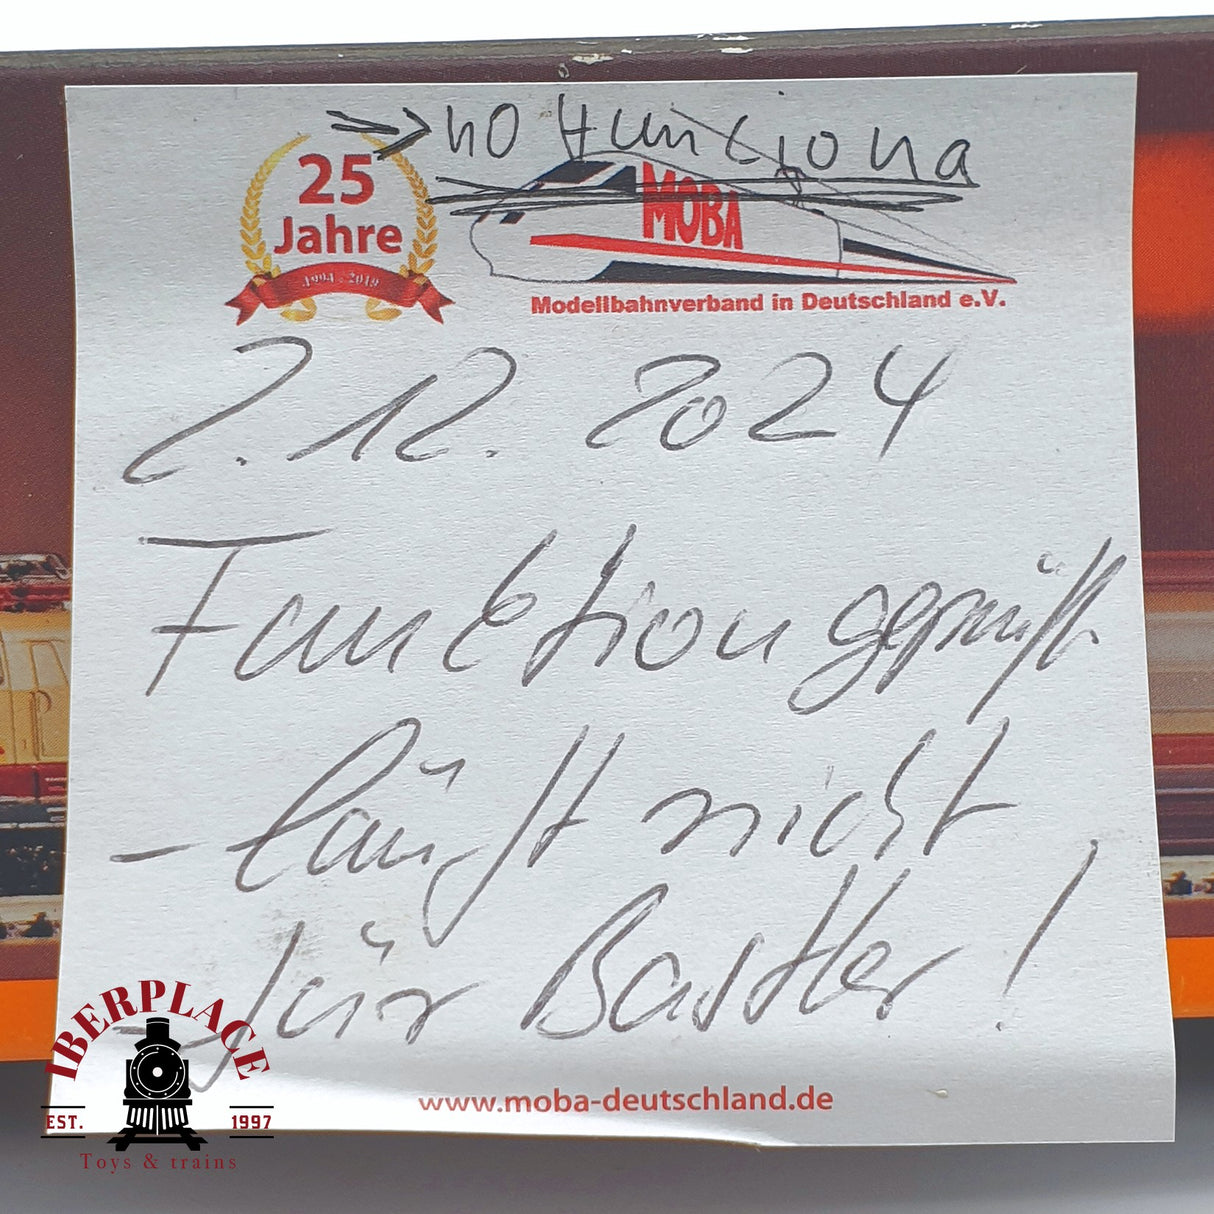 => no funciona
25
Jahre
1994 - 2019
MOBA
Modellbahnverband in Deutschland e.V.
2.12.2024
Funktion geprüft
- läuft nicht
- für Bastler!
www.moba-deutschland.de
IBERPLACE
EST. 1997
Toys & trains